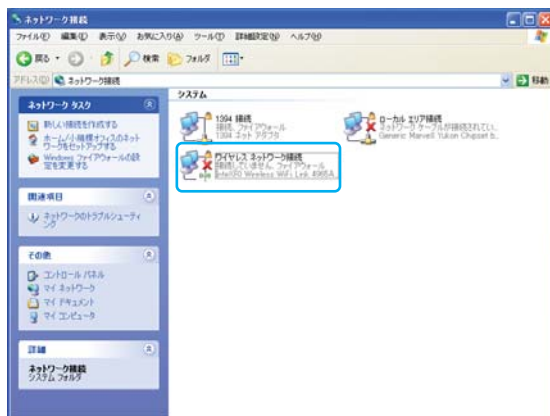 ネットワーク接続
ファイル(F) 編集(E) 表示(V) お気に入り(A) ツール(T) 詳細設定(N) ヘルプ(H)
戻る 検索 フォルダ
アドレス(D) ネットワーク接続 移動
ネットワーク タスク
新しい接続を作成する
ホーム/小規模オフィスのネット
ワークをセットアップする
Windows ファイアウォールの設
定を変更する
関連項目
ネットワークのトラブルシューティ
ング
その他
コントロール パネル
マイ ネットワーク
マイ ドキュメント
マイ コンピュータ
詳細
ネットワーク接続
システム フォルダ
システム
1394 接続
接続, ファイアウォール
1394 ネット アダプタ
ローカル エリア接続
ネットワーク ケーブルが接続されてい...
Generic Marvell Yukon Chipset b...
ワイヤレス ネットワーク接続
接続していません, ファイアウォール
Intel(R) Wireless WiFi Link 4965A...